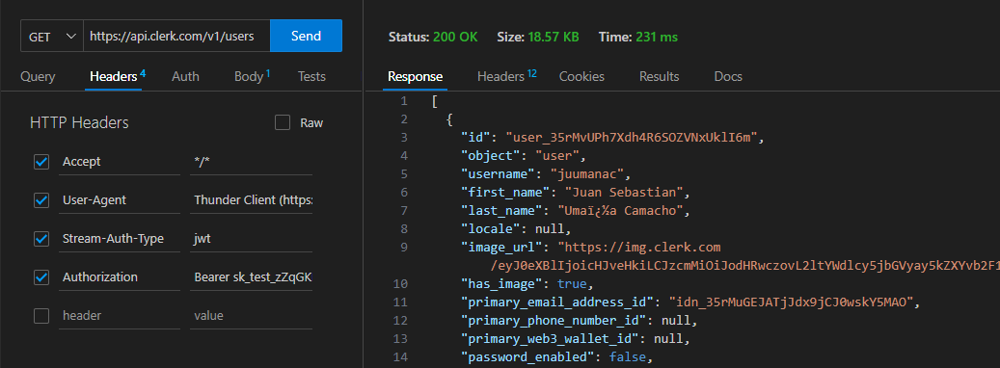 GET https://api.clerk.com/v1/users Send
Query Headers 4 Auth Body 1 Tests
HTTP Headers Raw
Accept */*
User-Agent Thunder Client (https:
Stream-Auth-Type jwt
Authorization Bearer sk_test_zZqGK
header value
Status: 200 OK Size: 18.57 KB Time: 231 ms
Response Headers 12 Cookies Results Docs
1 [
2 {
3 "id": "user_35rMvUPh7Xdh4R6SOZVNxUklI6m",
4 "object": "user",
5 "username": "juumanac",
6 "first_name": "Juan Sebastian",
7 "last_name": "Umaï¿½a Camacho",
8 "locale": null,
9 "image_url": "https://img.clerk.com
/eyJ0eXBlIjoicHJveHkiLCJzcmMiOiJodHRwczovL2ltYWdlcy5jbGVyay5kZXYvb2F1
10 "has_image": true,
11 "primary_email_address_id": "idn_35rMuGEJATjJdx9jCJ0wskY5MAO",
12 "primary_phone_number_id": null,
13 "primary_web3_wallet_id": null,
14 "password_enabled": false,